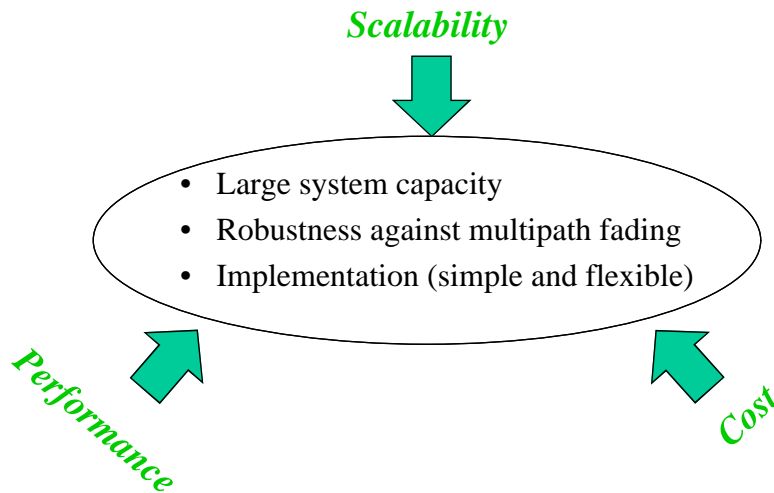 Scalability
• Large system capacity
• Robustness against multipath fading
• Implementation (simple and flexible)
Performance
Cost